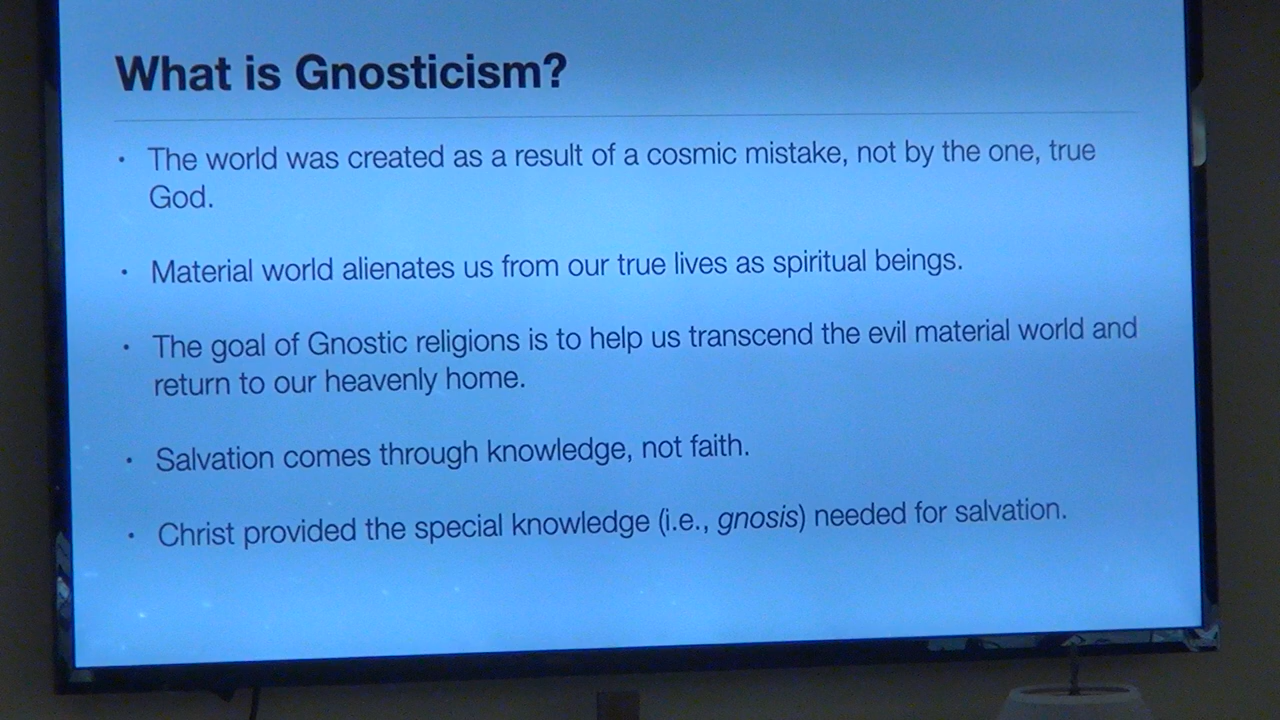 What is Gnosticism?
• The world was created as a result of a cosmic mistake, not by the one, true
God.
• Material world alienates us from our true lives as spiritual beings.
• The goal of Gnostic religions is to help us transcend the evil material world and
return to our heavenly home.
• Salvation comes through knowledge, not faith.
• Christ provided the special knowledge (i.e., gnosis) needed for salvation.